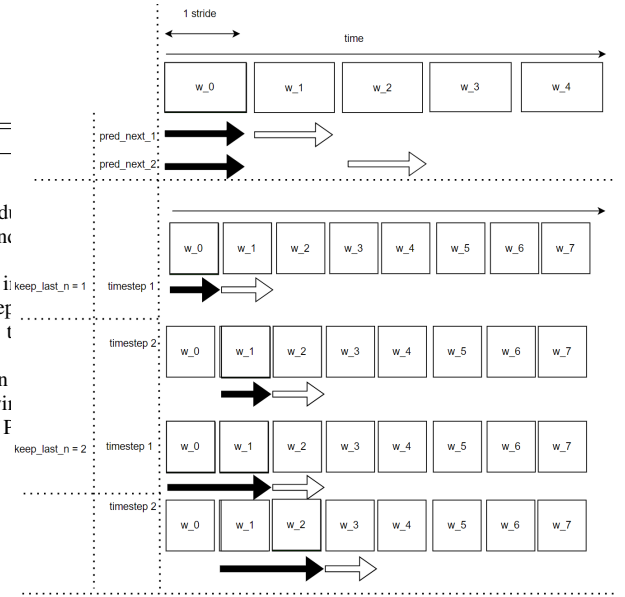 1 stride
time
w_0 w_1 w_2 w_3 w_4
pred_next_1
pred_next_2
w_0 w_1 w_2 w_3 w_4 w_5 w_6 w_7
keep_last_n = 1 timestep 1
timestep 2
w_0 w_1 w_2 w_3 w_4 w_5 w_6 w_7
keep_last_n = 2 timestep 1
w_0 w_1 w_2 w_3 w_4 w_5 w_6 w_7
timestep 2
w_0 w_1 w_2 w_3 w_4 w_5 w_6 w_7